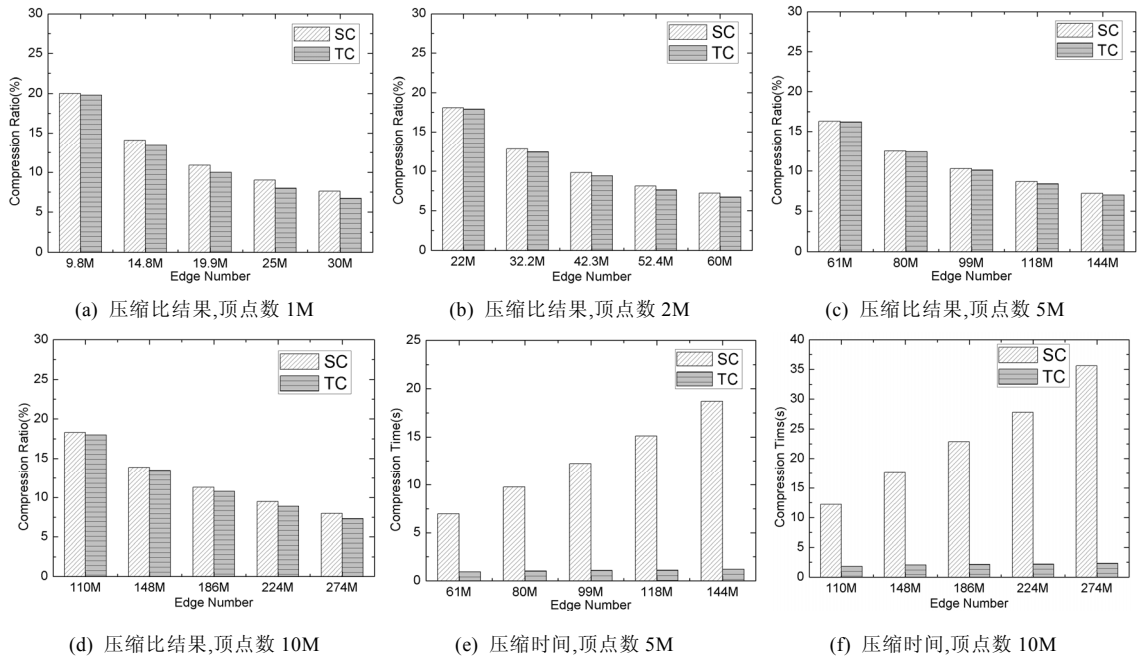 30
25
20
15
10
5
0
Compression Ratio(%)
SC
TC
9.8M 14.8M 19.9M 25M 30M
Edge Number
(a) 压缩比结果,顶点数 1M
30
25
20
15
10
5
0
Compression Ratio(%)
SC
TC
22M 32.2M 42.3M 52.4M 60M
Edge Number
(b) 压缩比结果,顶点数 2M
30
25
20
15
10
5
0
Compression Ratio(%)
SC
TC
61M 80M 99M 118M 144M
Edge Number
(c) 压缩比结果,顶点数 5M
30
25
20
15
10
5
0
Compression Ratio(%)
SC
TC
110M 148M 186M 224M 274M
Edge Number
(d) 压缩比结果,顶点数 10M
25
20
15
10
5
0
Compression Time(s)
SC
TC
61M 80M 99M 118M 144M
Edge Number
(e) 压缩时间,顶点数 5M
40
35
30
25
20
15
10
5
0
Compression Tims(s)
SC
TC
110M 148M 186M 224M 274M
Edge Number
(f) 压缩时间,顶点数 10M